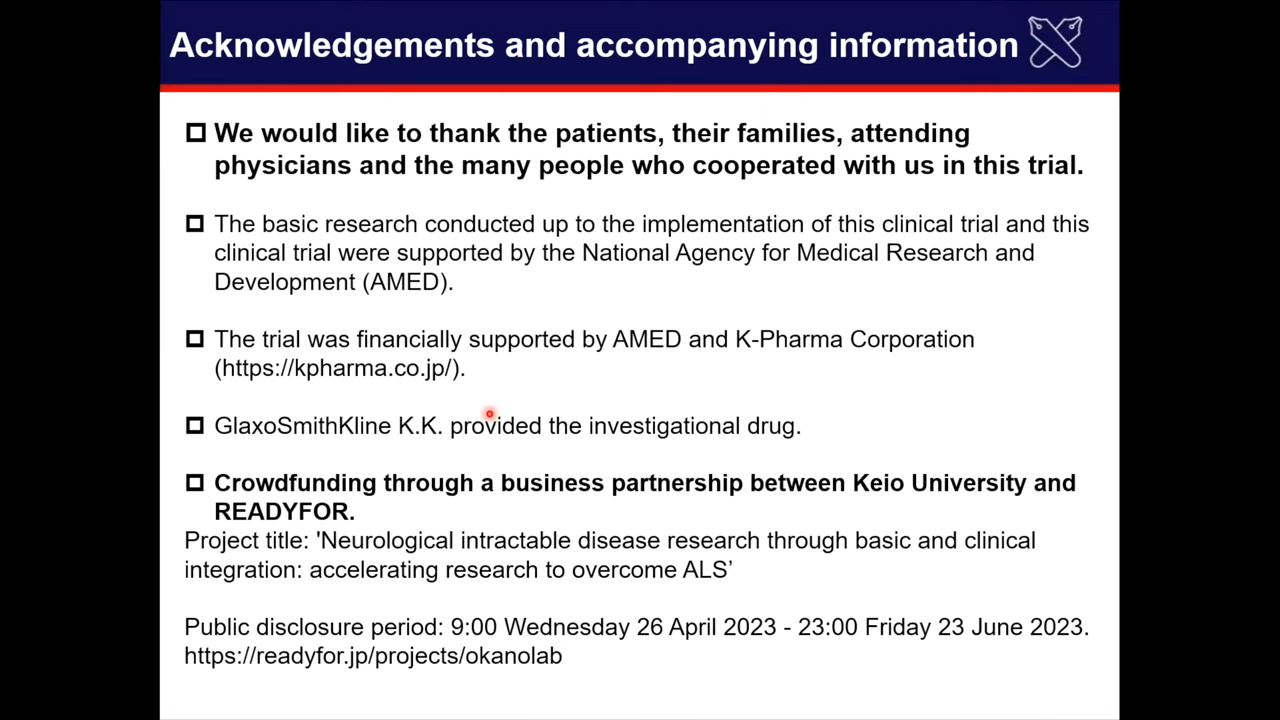 Acknowledgements and accompanying information
We would like to thank the patients, their families, attending
physicians and the many people who cooperated with us in this trial.
The basic research conducted up to the implementation of this clinical trial and this
clinical trial were supported by the National Agency for Medical Research and
Development (AMED).
The trial was financially supported by AMED and K-Pharma Corporation
(https://kpharma.co.jp/).
GlaxoSmithKline K.K. provided the investigational drug.
Crowdfunding through a business partnership between Keio University and
READYFOR.
Project title: 'Neurological intractable disease research through basic and clinical
integration: accelerating research to overcome ALS’
Public disclosure period: 9:00 Wednesday 26 April 2023 - 23:00 Friday 23 June 2023.
https://readyfor.jp/projects/okanolab